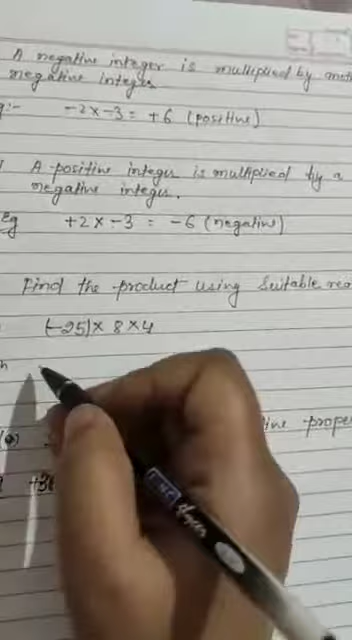 A negative integer is multiplied by
negative integer
-2 x -3 = +6 (positive)
A positive integer is multiplied by a
negative integer.
Eg +2 x -3 = -6 (negative)
Find the product using suitable
(-25) x 8 x 4